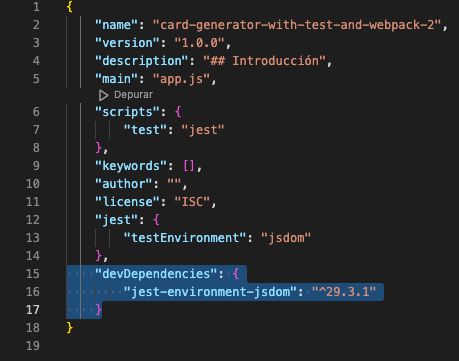 1 {
2 "name": "card-generator-with-test-and-webpack-2",
3 "version": "1.0.0",
4 "description": "## Introducción",
5 "main": "app.js",
Depurar
6 "scripts": {
7 "test": "jest"
8 },
9 "keywords": [],
10 "author": "",
11 "license": "ISC",
12 "jest": {
13 "testEnvironment": "jsdom"
14 },
15 "devDependencies": {
16 "jest-environment-jsdom": "^29.3.1"
17 }
18 }
19